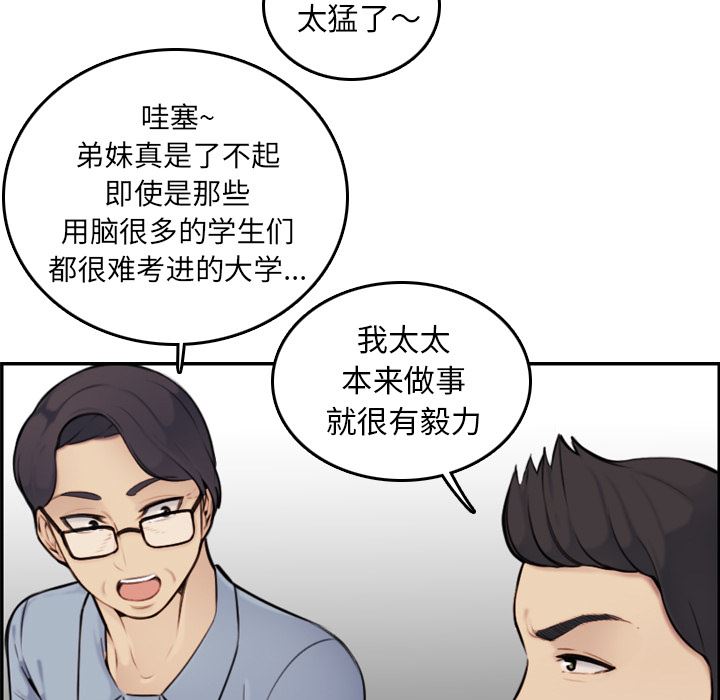 太猛了～
哇塞~
弟妹真是了不起
即使是那些
用脑很多的学生们
都很难考进的大学...
我太太
本来做事
就很有毅力